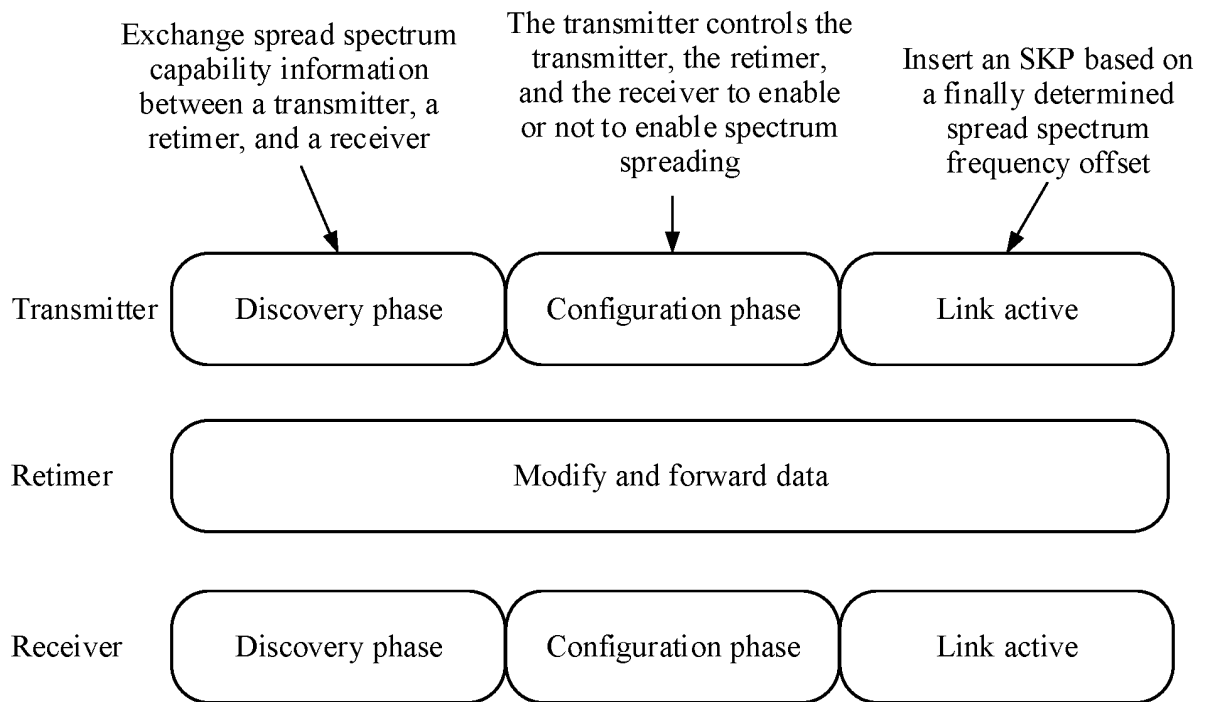 Exchange spread spectrum
capability information
between a transmitter, a
retimer, and a receiver
The transmitter controls the
transmitter, the retimer,
and the receiver to enable
or not to enable spectrum
spreading
Insert an SKP based on
a finally determined
spread spectrum
frequency offset
Transmitter
Discovery phase
Configuration phase
Link active
Retimer
Modify and forward data
Receiver
Discovery phase
Configuration phase
Link active